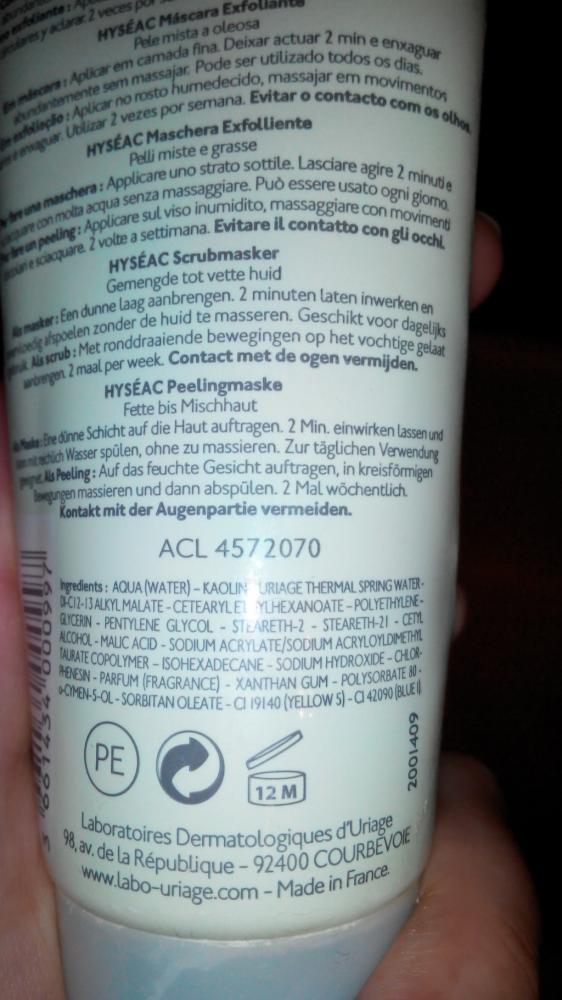 exfoliante :
y aclarar. 2 veces por
HYSÉAC Máscara Exfoliante
Pele mista a oleosa
máscara : Aplicar em camada fina. Deixar actuar 2 min e enxaguar
abundantemente sem massajar. Pode ser utilizado todos os dias.
esfoliação : Aplicar no rosto humedecido, massajar em movimentos
e enxaguar. Utilizar 2 vezes por semana. Evitar o contacto com os olhos.
HYSÉAC Maschera Exfolliente
Pelli miste e grasse
fare una maschera : Applicare uno strato sottile. Lasciare agire 2 minuti e
con molta acqua senza massaggiare. Può essere usato ogni giorno.
fare un peeling : Applicare sul viso inumidito, massaggiare con movimenti
e sciacquare. 2 volte a settimana. Evitare il contatto con gli occhi.
HYSÉAC Scrubmasker
Gemengde tot vette huid
Als masker : Een dunne laag aanbrengen. 2 minuten laten inwerken en
afspoelen zonder de huid te masseren. Geschikt voor dagelijks
Als scrub : Met ronddraaiende bewegingen op het vochtige gelaat
aanbrengen. 2 maal per week. Contact met de ogen vermijden.
HYSÉAC Peelingmaske
Fette bis Mischhaut
Als Maske : Eine dünne Schicht auf die Haut auftragen. 2 Min. einwirken lassen und
mit reichlich Wasser spülen, ohne zu massieren. Zur täglichen Verwendung
Als Peeling : Auf das feuchte Gesicht auftragen, in kreisförmigen
Bewegungen massieren und dann abspülen. 2 Mal wöchentlich.
Kontakt mit der Augenpartie vermeiden.
ACL 4572070
Ingredients : AQUA (WATER) – KAOLIN URIAGE THERMAL SPRING WATER -
DI-C12-13 ALKYL MALATE – CETEARYL ETHYLHEXANOATE – POLYETHYLENE -
GLYCERIN - PENTYLENE GLYCOL - STEARETH-2 - STEARETH-21 - CETYL
ALCOHOL - MALIC ACID - SODIUM ACRYLATE/SODIUM ACRYLOYLDIMETHYL
TAURATE COPOLYMER – ISOHEXADECANE – SODIUM HYDROXIDE – CHLOR-
PHENESIN - PARFUM (FRAGRANCE) - XANTHAN GUM - POLYSORBATE 80 -
o-CYMEN-5-OL – SORBITAN OLEATE – CI 19140 (YELLOW 5) - CI 42090 (BLUE 1)
3 661434 000997
PE
12 M
2001409
Laboratoires Dermatologiques d'Uriage
98, av. de la République – 92400 COURBEVOIE
www.labo-uriage.com – Made in France.